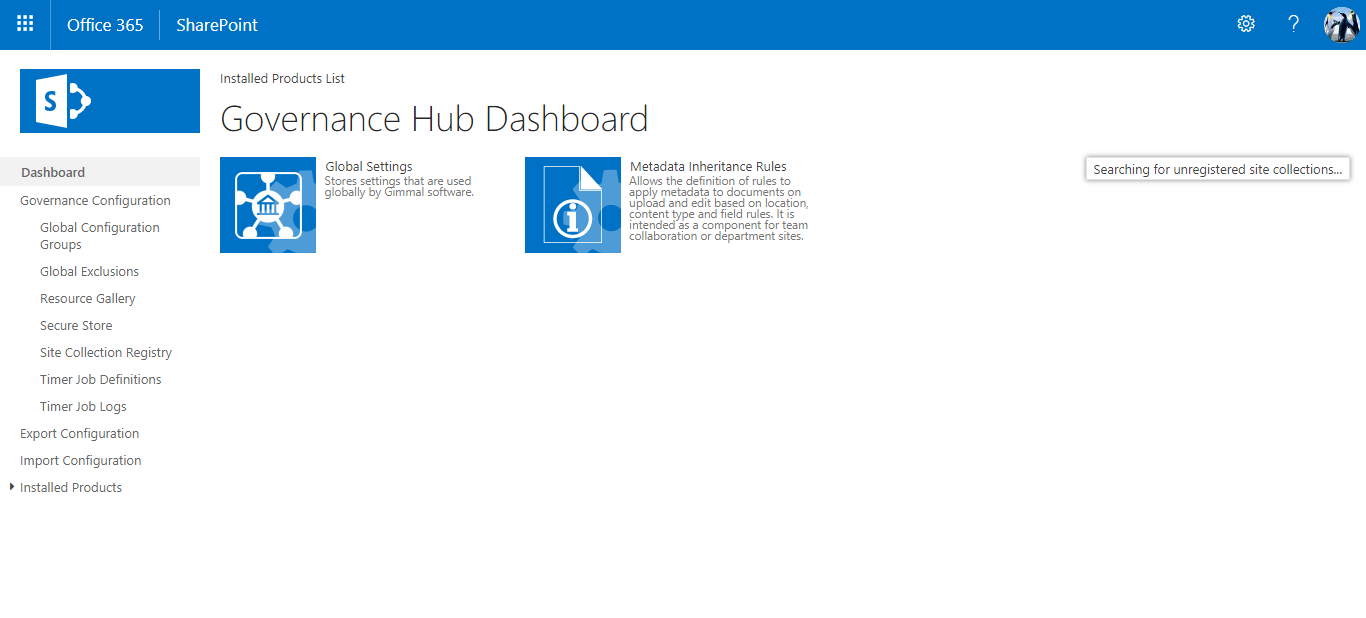 Office 365
SharePoint
?
S
Installed Products List
Governance Hub Dashboard
Dashboard
Governance Configuration
Global Configuration
Groups
Global Exclusions
Resource Gallery
Secure Store
Site Collection Registry
Timer Job Definitions
Timer Job Logs
Export Configuration
Import Configuration
Installed Products
Global Settings
Stores settings that are used
globally by Gimmal software.
i
Metadata Inheritance Rules
Allows the definition of rules to
apply metadata to documents on
upload and edit based on location,
content type and field rules. It is
intended as a component for team
collaboration or department sites.
Searching for unregistered site collections...